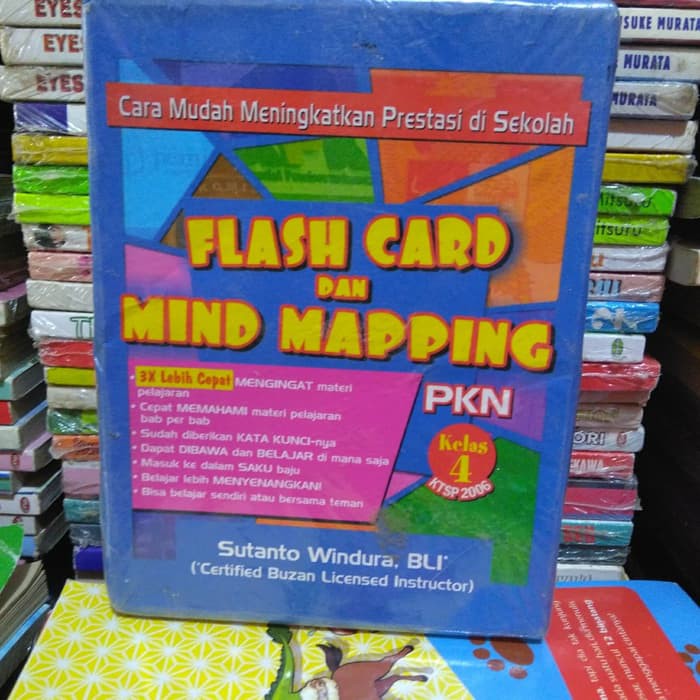 Cara Mudah Meningkatkan Prestasi di Sekolah
FLASH CARD
DAN
MIND MAPPING
PKN
3X Lebih Cepat MENGINGAT materi
pelajaran
Cepat MEMAHAMI materi pelajaran
bab per bab
Sudah diberikan KATA KUNCI-nya
Dapat DIBAWA dan BELAJAR di mana saja
Masuk ke dalam SAKU baju
Belajar lebih MENYENANGKAN!
Bisa belajar sendiri atau bersama teman
Kelas
4
KTSP 2006
Sutanto Windura, BLI*
(*Certified Buzan Licensed Instructor)
EYES
EYES
EYES
MURATA
MURATA
Mitsuru
Mitsuru